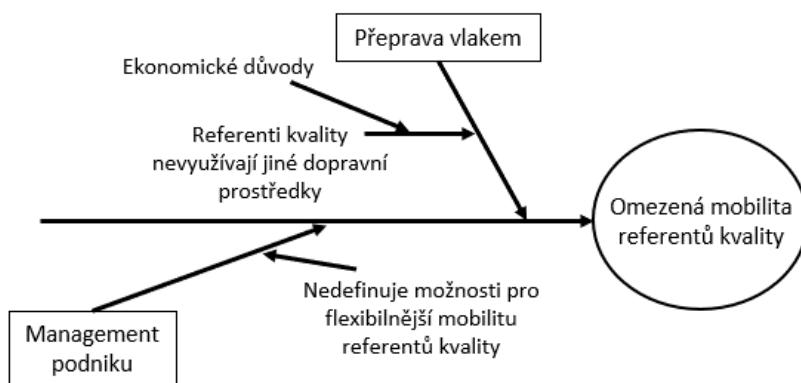 Přeprava vlakem
Ekonomické důvody
Referenti kvality
nevyužívají jiné dopravní
prostředky
Omezená mobilita
referentů kvality
Nedefinuje možnosti pro
flexibilnější mobilitu
referentů kvality
Management
podniku